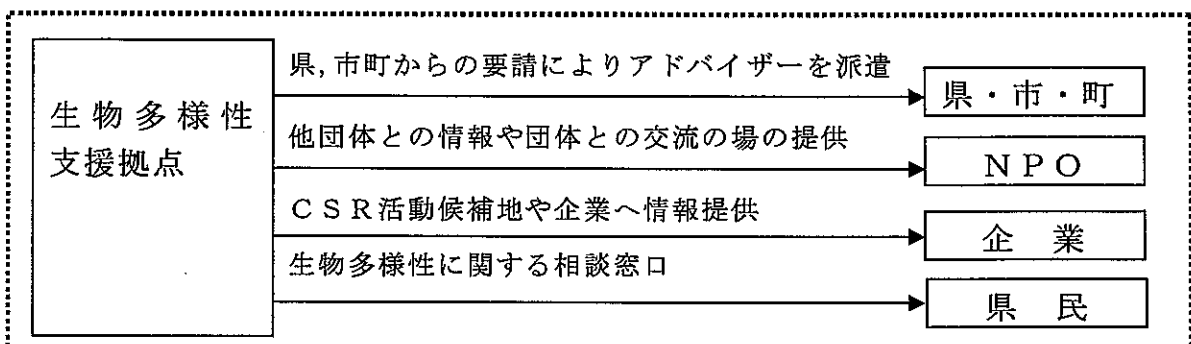 生物多様性
支援拠点
県,市町からの要請によりアドバイザーを派遣
県・市・町
他団体との情報や団体との交流の場の提供
NPO
CSR活動候補地や企業へ情報提供
企 業
生物多様性に関する相談窓口
県 民